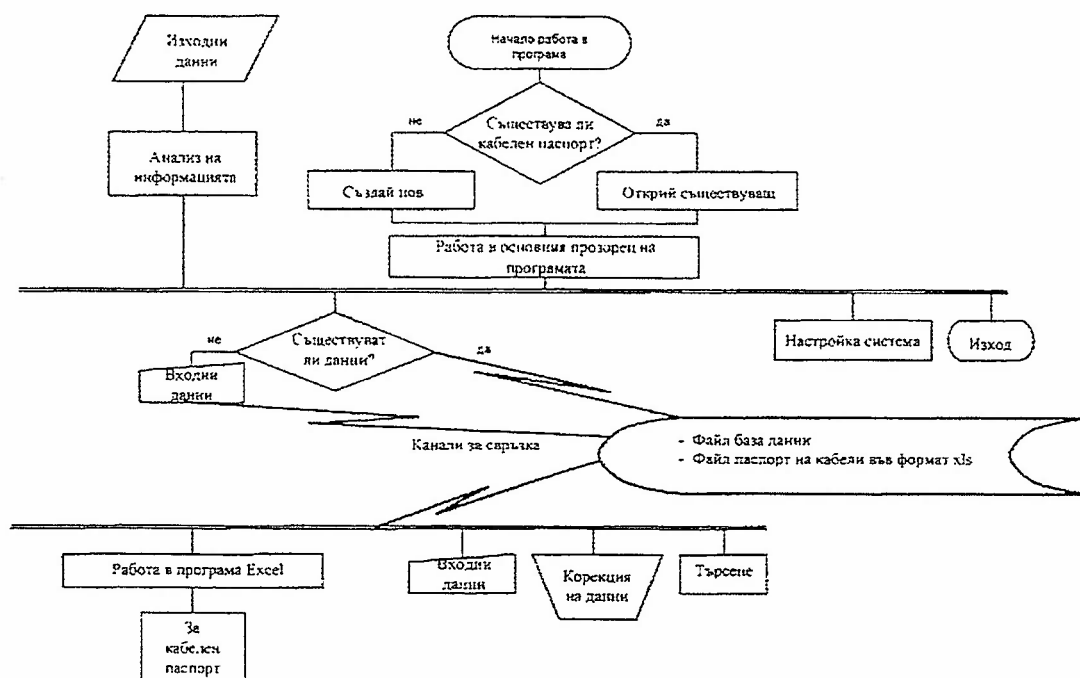 Изходни
данни
Начало работа в
програма
Съществува ли
кабелен паспорт?
не
да
Анализ на
информацията
Създай нов
Открий съществуващ
Работа в основния прозорец на
програмата
Съществуват
ли данни?
не
да
Настройка система
Изход
Входни
данни
Канали за свръзка
- Файл база данни
- Файл паспорт на кабели във формат xls
Работа в програма Excel
Входни
данни
Корекция
на данни
Търсене
За
кабелен
паспорт